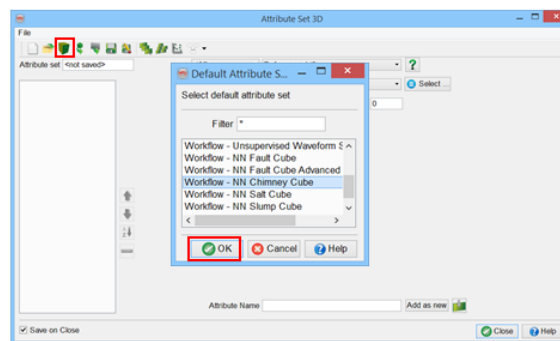 Attribute Set 3D
File
Attribute set <not saved>
?
Select ...
0
Default Attribute S...
Select default attribute set
Filter *
Workflow - Unsupervised Waveform S
Workflow - NN Fault Cube
Workflow - NN Fault Cube Advanced
Workflow - NN Chimney Cube
Workflow - NN Salt Cube
Workflow - NN Slump Cube
OK Cancel Help
Attribute Name
Add as new
Save on Close
Close Help